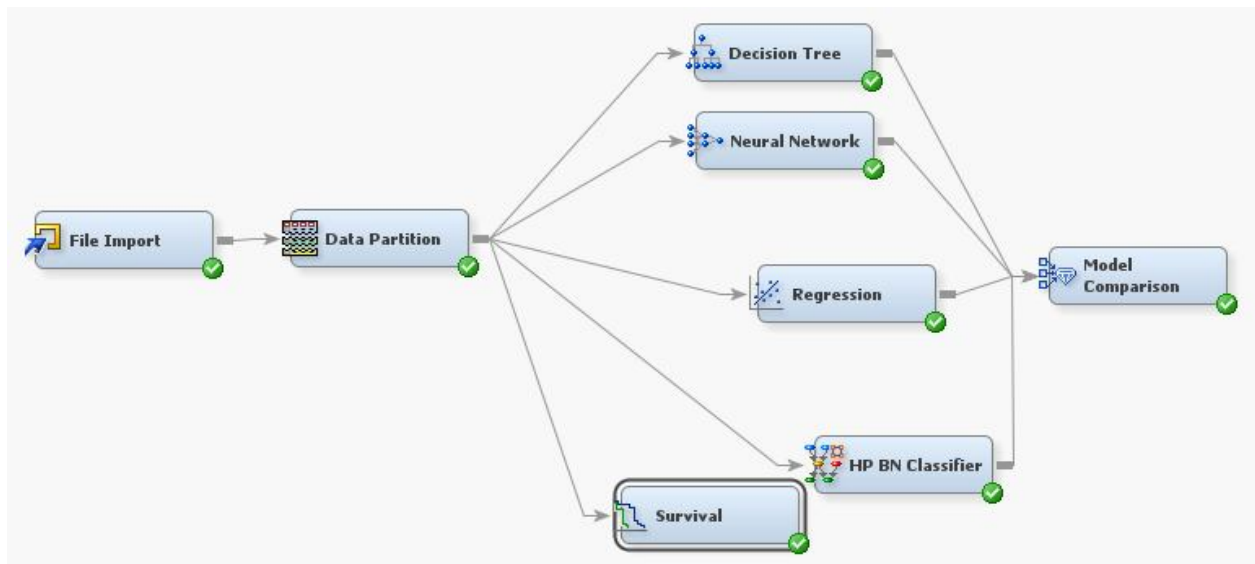 Decision Tree
Neural Network
File Import
Data Partition
Model
Comparison
Regression
HP BN Classifier
Survival